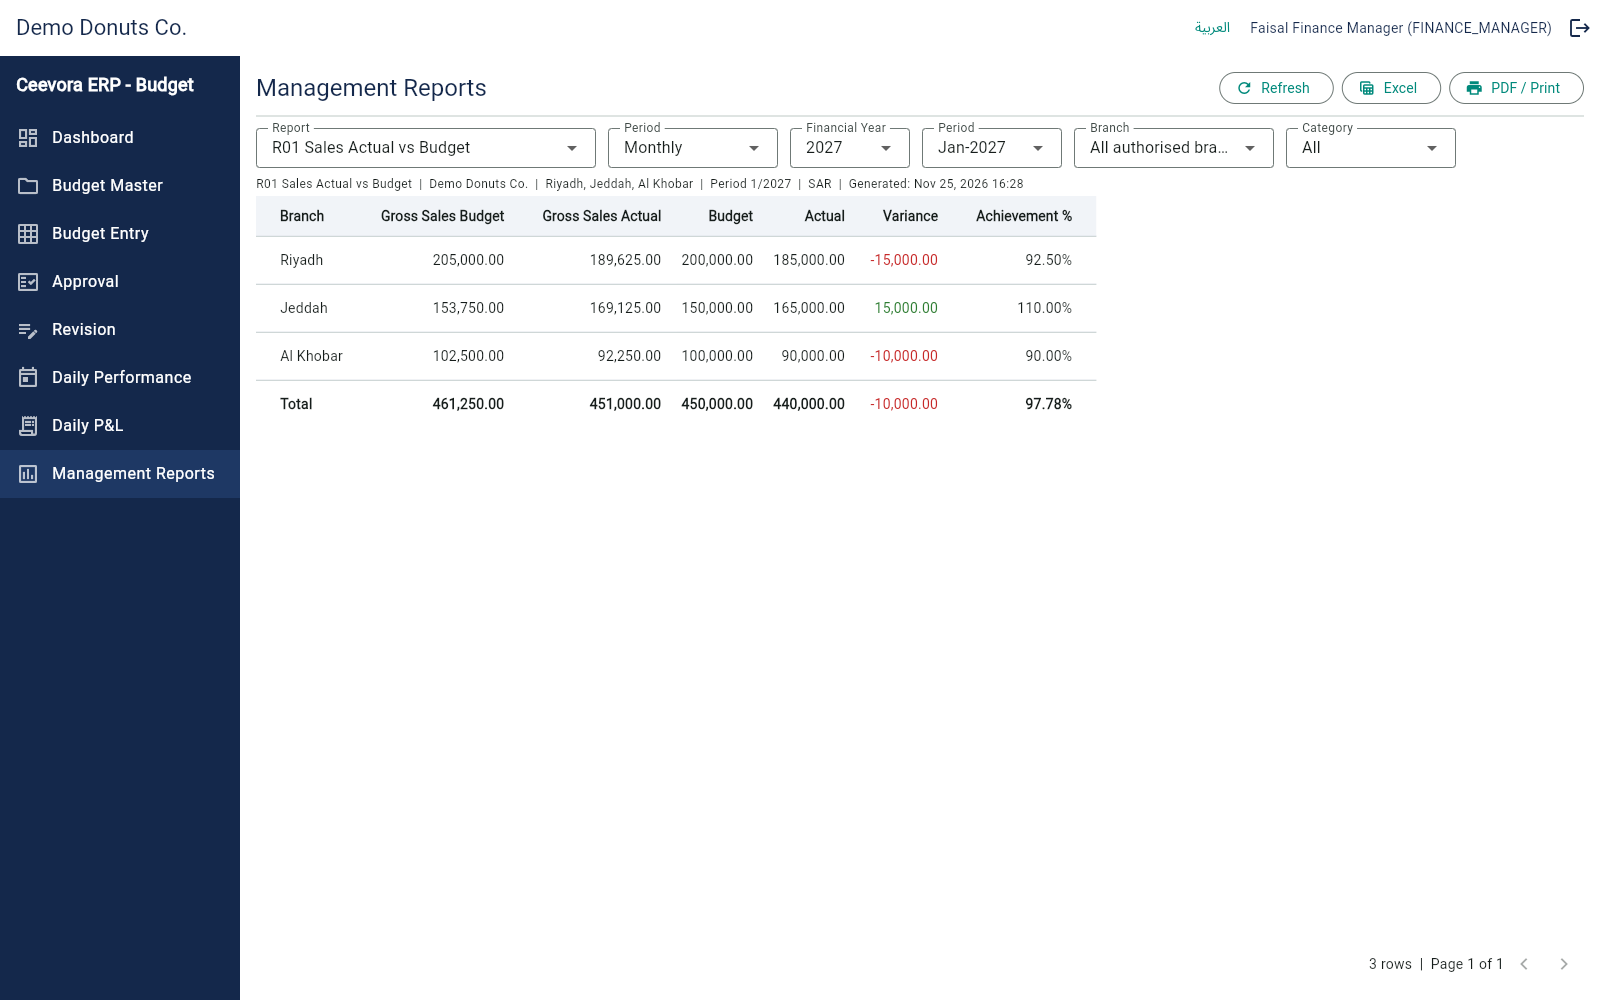 Demo Donuts Co.
العربية
Faisal Finance Manager (FINANCE_MANAGER)
Ceevora ERP - Budget
Dashboard
Budget Master
Budget Entry
Approval
Revision
Daily Performance
Daily P&L
Management Reports
Management Reports
Refresh
Excel
PDF / Print
Report
R01 Sales Actual vs Budget
Period
Monthly
Financial Year
2027
Period
Jan-2027
Branch
All authorised bra...
Category
All
R01 Sales Actual vs Budget | Demo Donuts Co. | Riyadh, Jeddah, Al Khobar | Period 1/2027 | SAR | Generated: Nov 25, 2026 16:28
Branch Gross Sales Budget Gross Sales Actual Budget Actual Variance Achievement %
Riyadh 205,000.00 189,625.00 200,000.00 185,000.00 -15,000.00 92.50%
Jeddah 153,750.00 169,125.00 150,000.00 165,000.00 15,000.00 110.00%
Al Khobar 102,500.00 92,250.00 100,000.00 90,000.00 -10,000.00 90.00%
Total 461,250.00 451,000.00 450,000.00 440,000.00 -10,000.00 97.78%
3 rows | Page 1 of 1